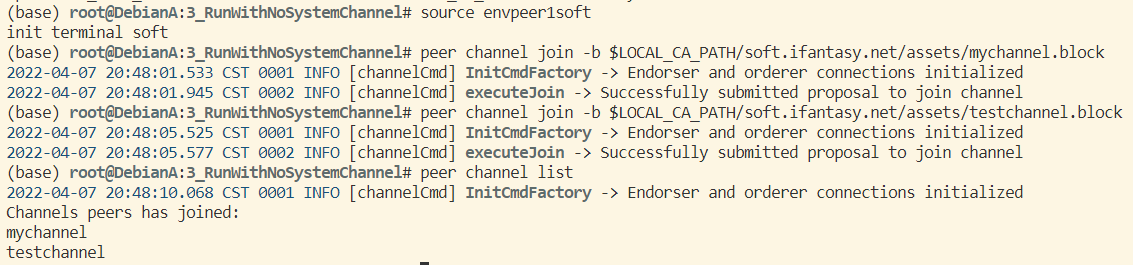 (base) root@DebianA:3_RunWithNoSystemChannel# source envpeer1soft
init terminal soft
(base) root@DebianA:3_RunWithNoSystemChannel# peer channel join -b $LOCAL_CA_PATH/soft.ifantasy.net/assets/mychannel.block
2022-04-07 20:48:01.533 CST 0001 INFO [channelCmd] InitCmdFactory -> Endorser and orderer connections initialized
2022-04-07 20:48:01.945 CST 0002 INFO [channelCmd] executeJoin -> Successfully submitted proposal to join channel
(base) root@DebianA:3_RunWithNoSystemChannel# peer channel join -b $LOCAL_CA_PATH/soft.ifantasy.net/assets/testchannel.block
2022-04-07 20:48:05.525 CST 0001 INFO [channelCmd] InitCmdFactory -> Endorser and orderer connections initialized
2022-04-07 20:48:05.577 CST 0002 INFO [channelCmd] executeJoin -> Successfully submitted proposal to join channel
(base) root@DebianA:3_RunWithNoSystemChannel# peer channel list
2022-04-07 20:48:10.068 CST 0001 INFO [channelCmd] InitCmdFactory -> Endorser and orderer connections initialized
Channels peers has joined:
mychannel
testchannel